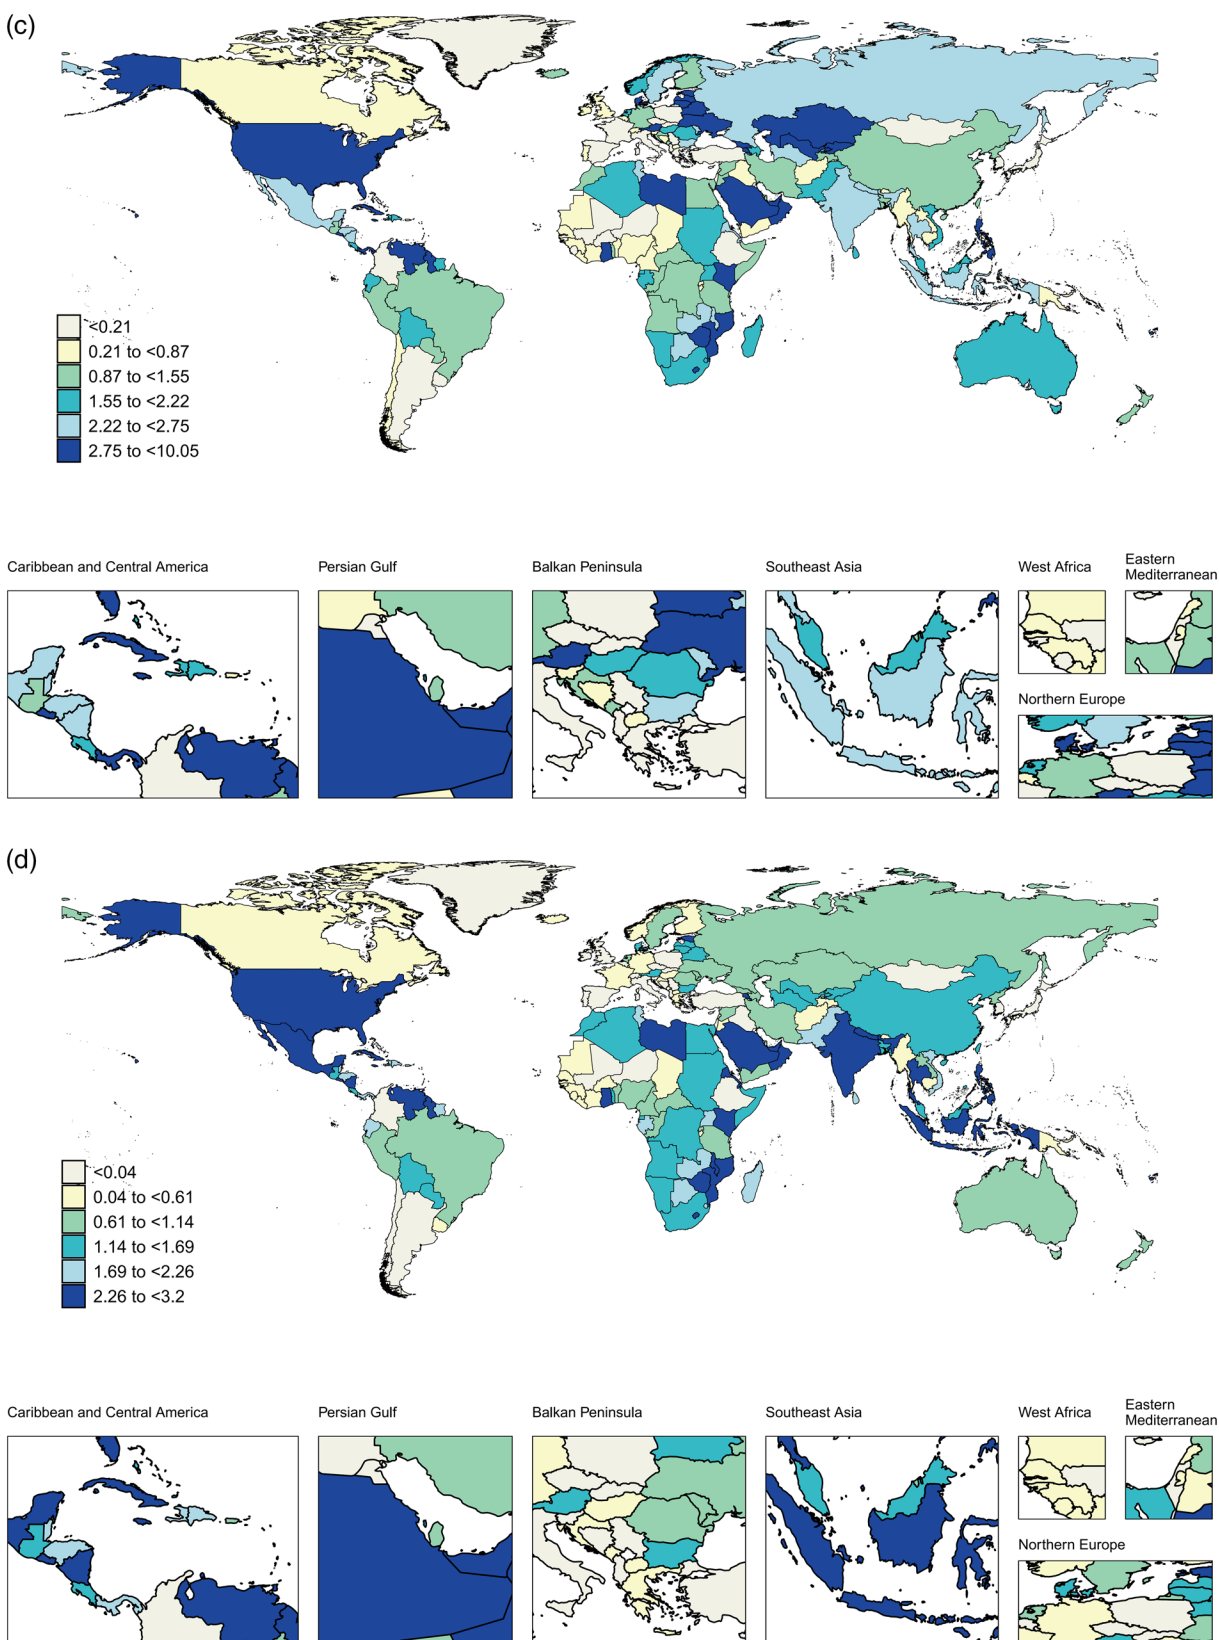 (c)
<0.21
0.21 to <0.87
0.87 to <1.55
1.55 to <2.22
2.22 to <2.75
2.75 to <10.05
Caribbean and Central America
Persian Gulf
Balkan Peninsula
Southeast Asia
West Africa
Eastern
Mediterranean
Northern Europe
(d)
<0.04
0.04 to <0.61
0.61 to <1.14
1.14 to <1.69
1.69 to <2.26
2.26 to <3.2
Caribbean and Central America
Persian Gulf
Balkan Peninsula
Southeast Asia
West Africa
Eastern
Mediterranean
Northern Europe